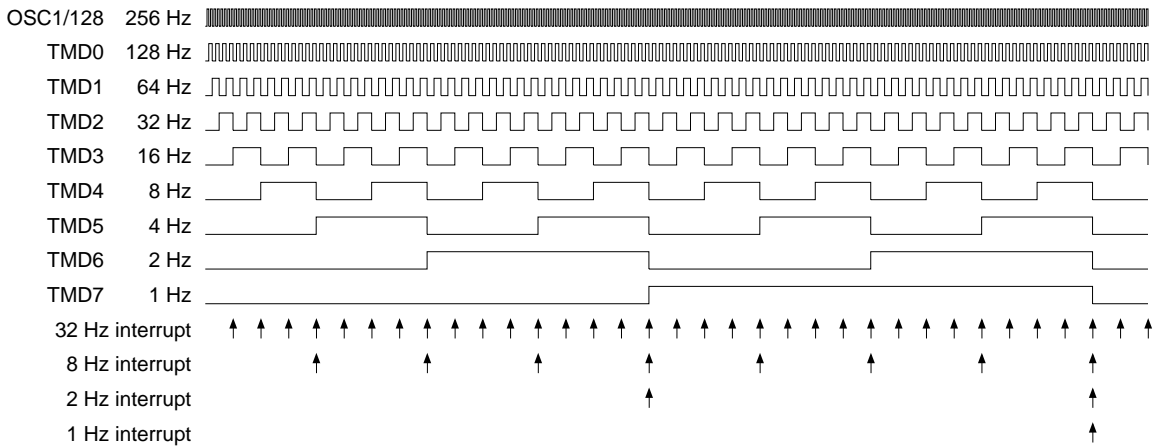 OSC1/128 256 Hz
TMD0 128 Hz
TMD1 64 Hz
TMD2 32 Hz
TMD3 16 Hz
TMD4 8 Hz
TMD5 4 Hz
TMD6 2 Hz
TMD7 1 Hz
32 Hz interrupt
8 Hz interrupt
2 Hz interrupt
1 Hz interrupt